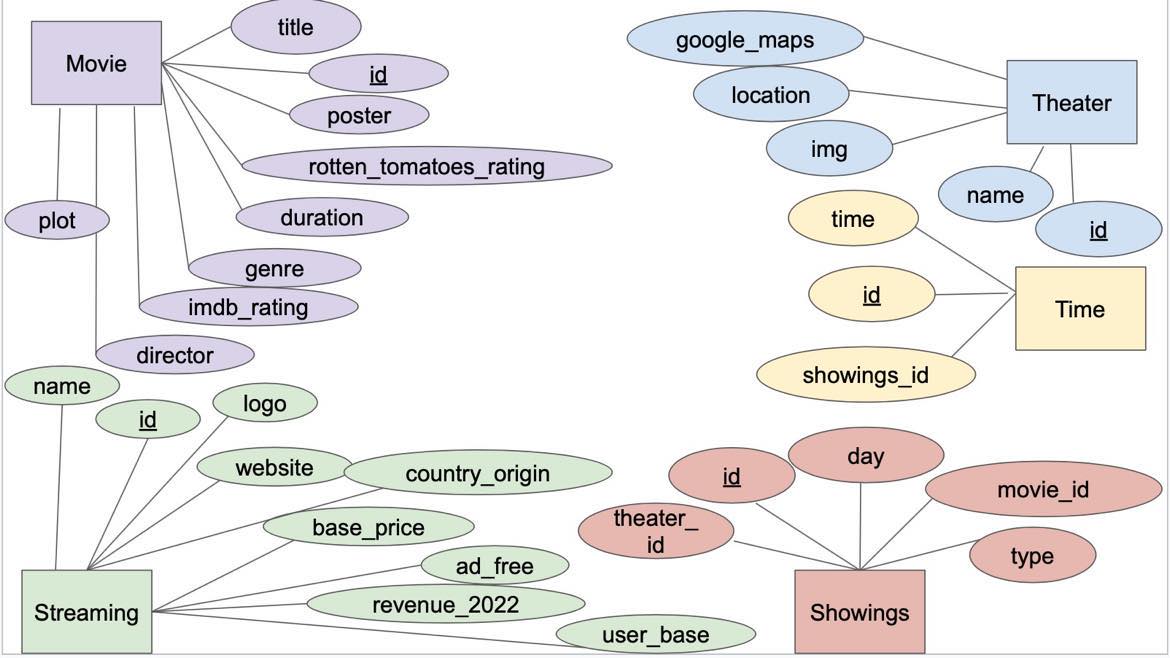 Movie
title
id
poster
rotten_tomatoes_rating
duration
genre
imdb_rating
director
plot
google_maps
location
img
Theater
name
id
time
id
showings_id
Time
name
id
logo
website
country_origin
base_price
ad_free
revenue_2022
user_base
Streaming
theater_
id
id
day
movie_id
type
Showings